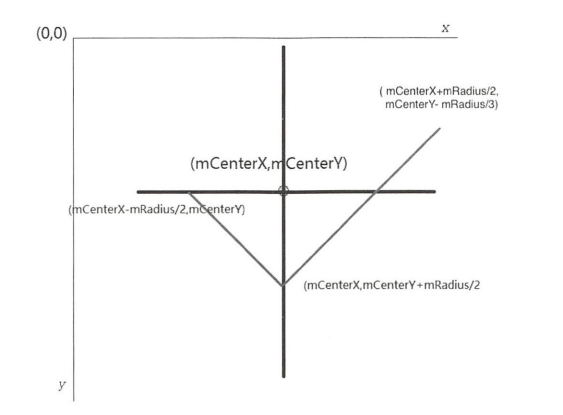 (0,0)
x
( mCenterX+mRadius/2,
mCenterY- mRadius/3)
(mCenterX,mCenterY)
(mCenterX-mRadius/2,mCenterY)
(mCenterX,mCenterY+mRadius/2
y